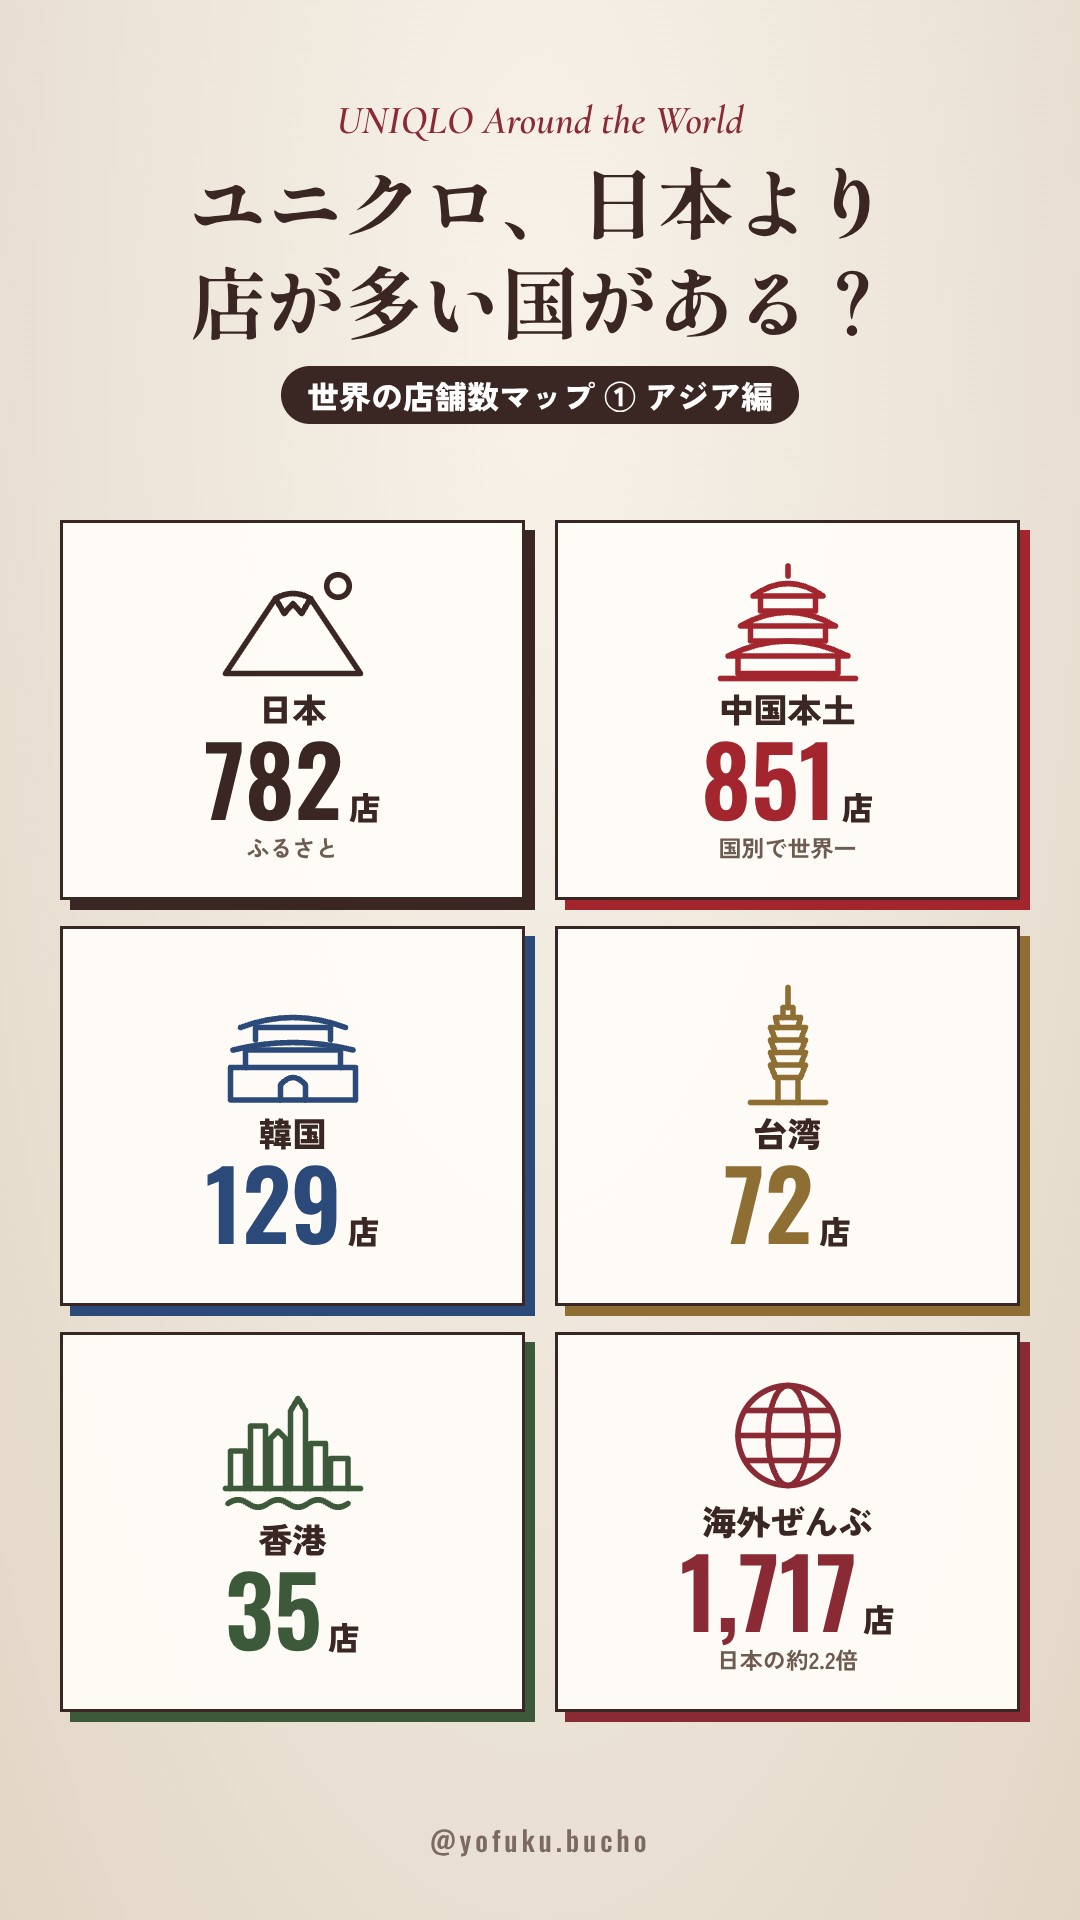 UNIQLO Around the World
ユニクロ、日本より
店が多い国がある？
世界の店舗数マップ ① アジア編
日本
782店
ふるさと
中国本土
851店
国別で世界一
韓国
129店
台湾
72店
香港
35店
海外ぜんぶ
1,717店
日本の約2.2倍
@yofuku.bucho